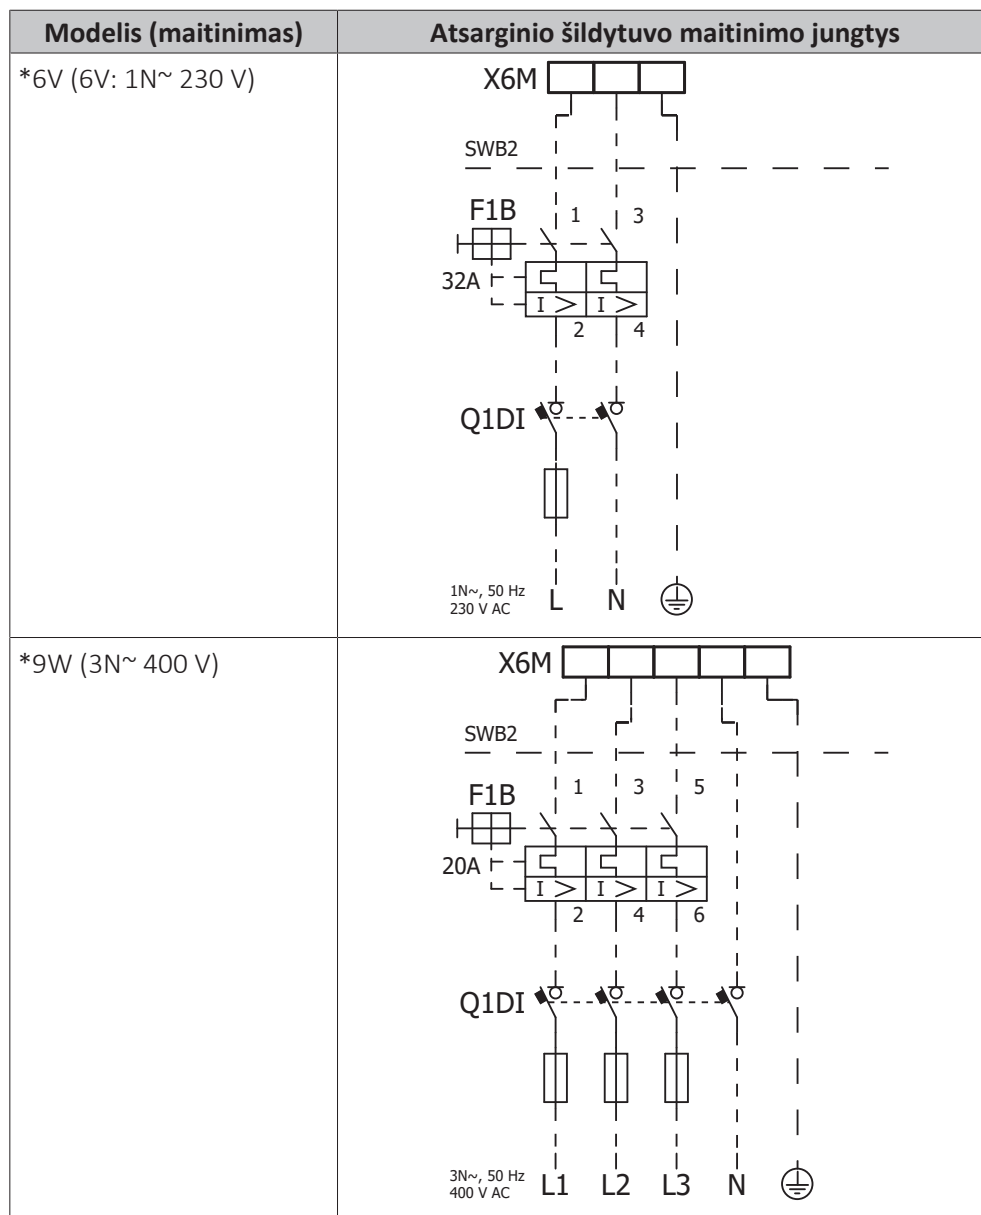 Modelis (maitinimas) Atsarginio šildytuvo maitinimo jungtys
*6V (6V: 1N~ 230 V)
X6M
SWB2
F1B 1 3
32A
I > I >
2 4
Q1DI
1N~, 50 Hz
230 V AC
L N
*9W (3N~ 400 V)
X6M
SWB2
F1B 1 3 5
20A
I > I > I >
2 4 6
Q1DI
3N~, 50 Hz
400 V AC
L1 L2 L3 N